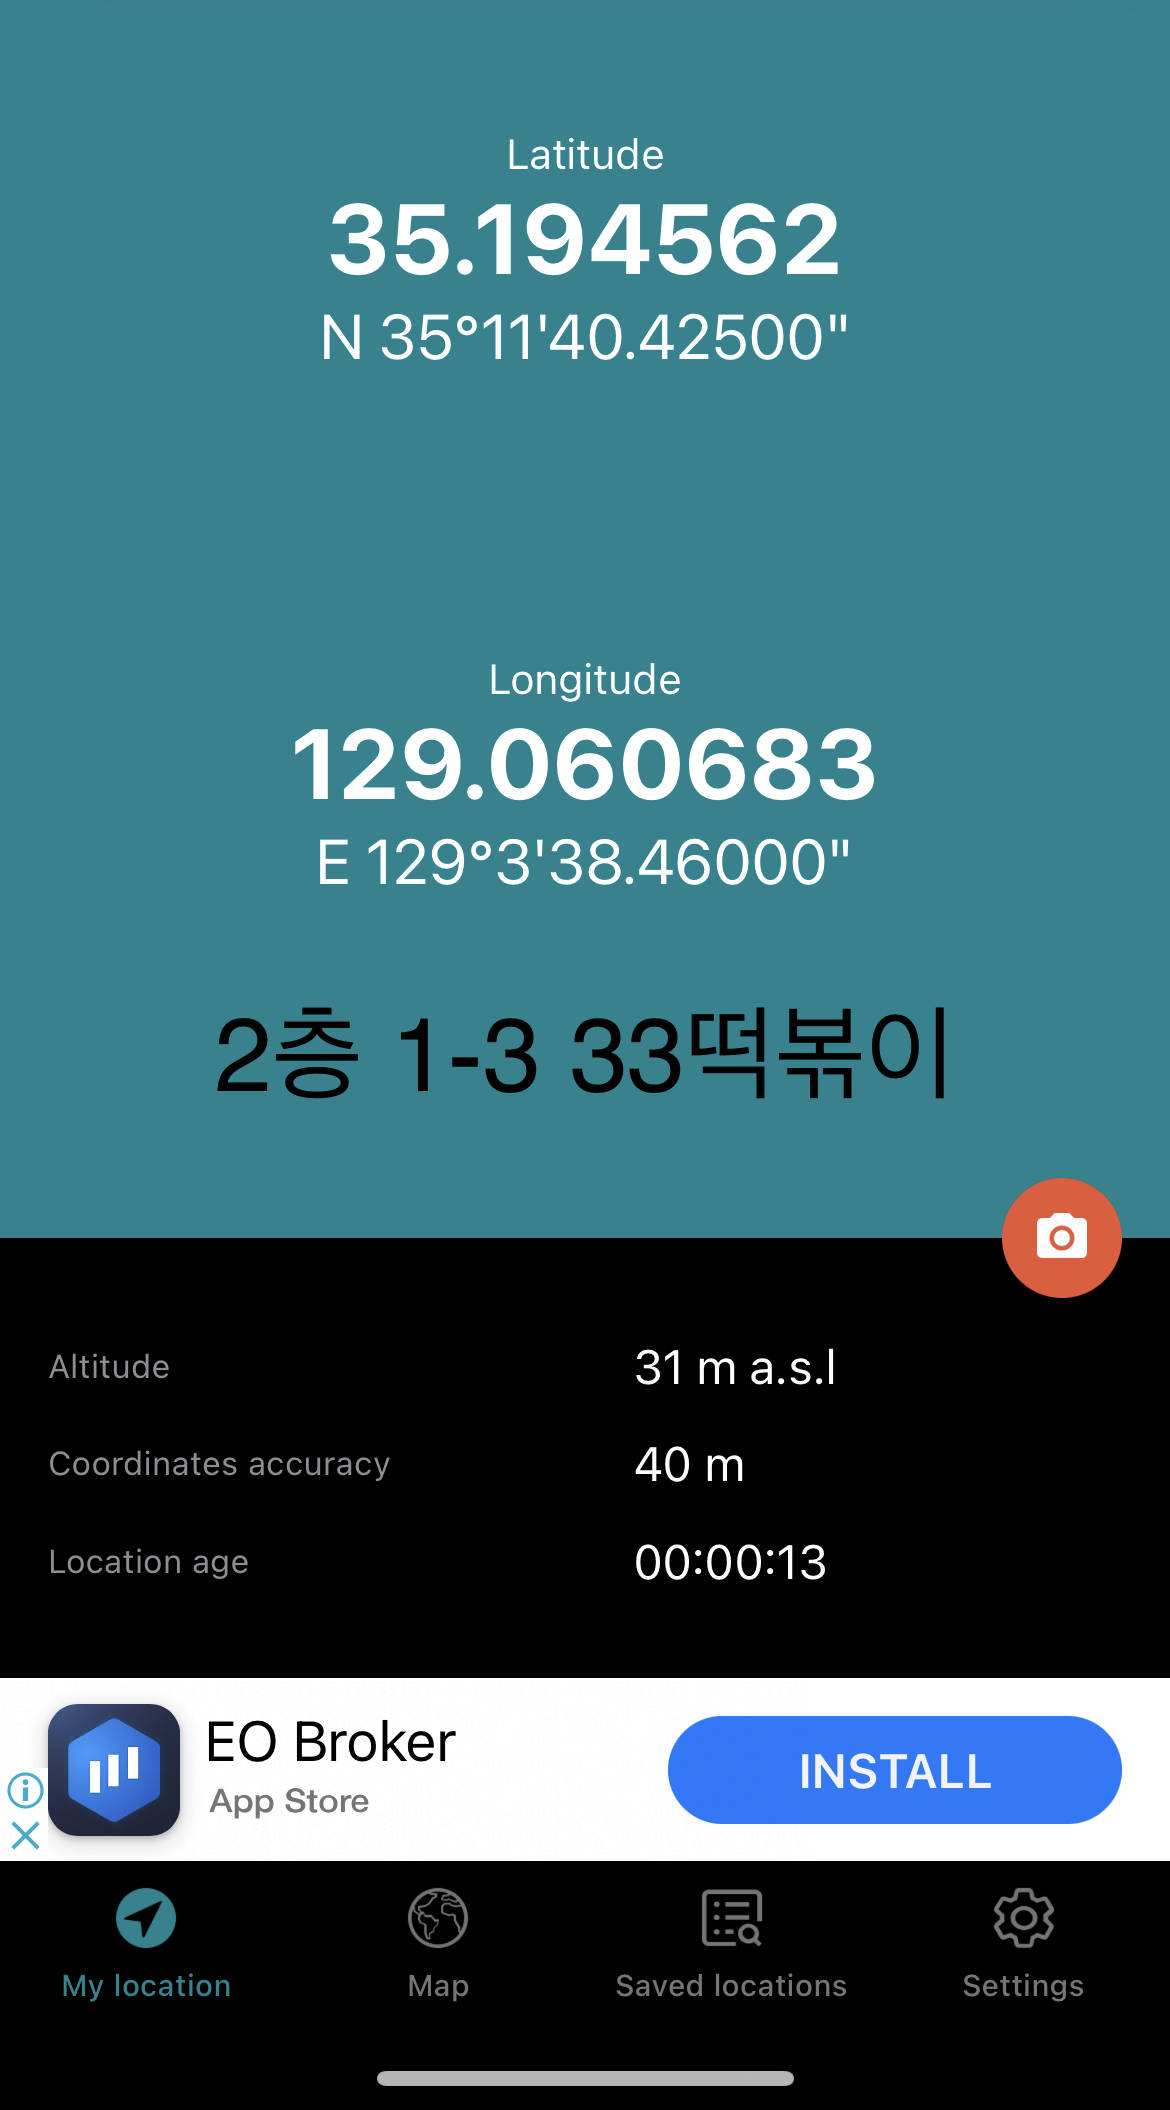 Latitude
35.194562
N 35°11'40.42500"
Longitude
129.060683
E 129°3'38.46000"
2층 1-3 33떡볶이
Altitude 31 m a.s.l
Coordinates accuracy 40 m
Location age 00:00:13
EO Broker
App Store
INSTALL
My location Map Saved locations Settings